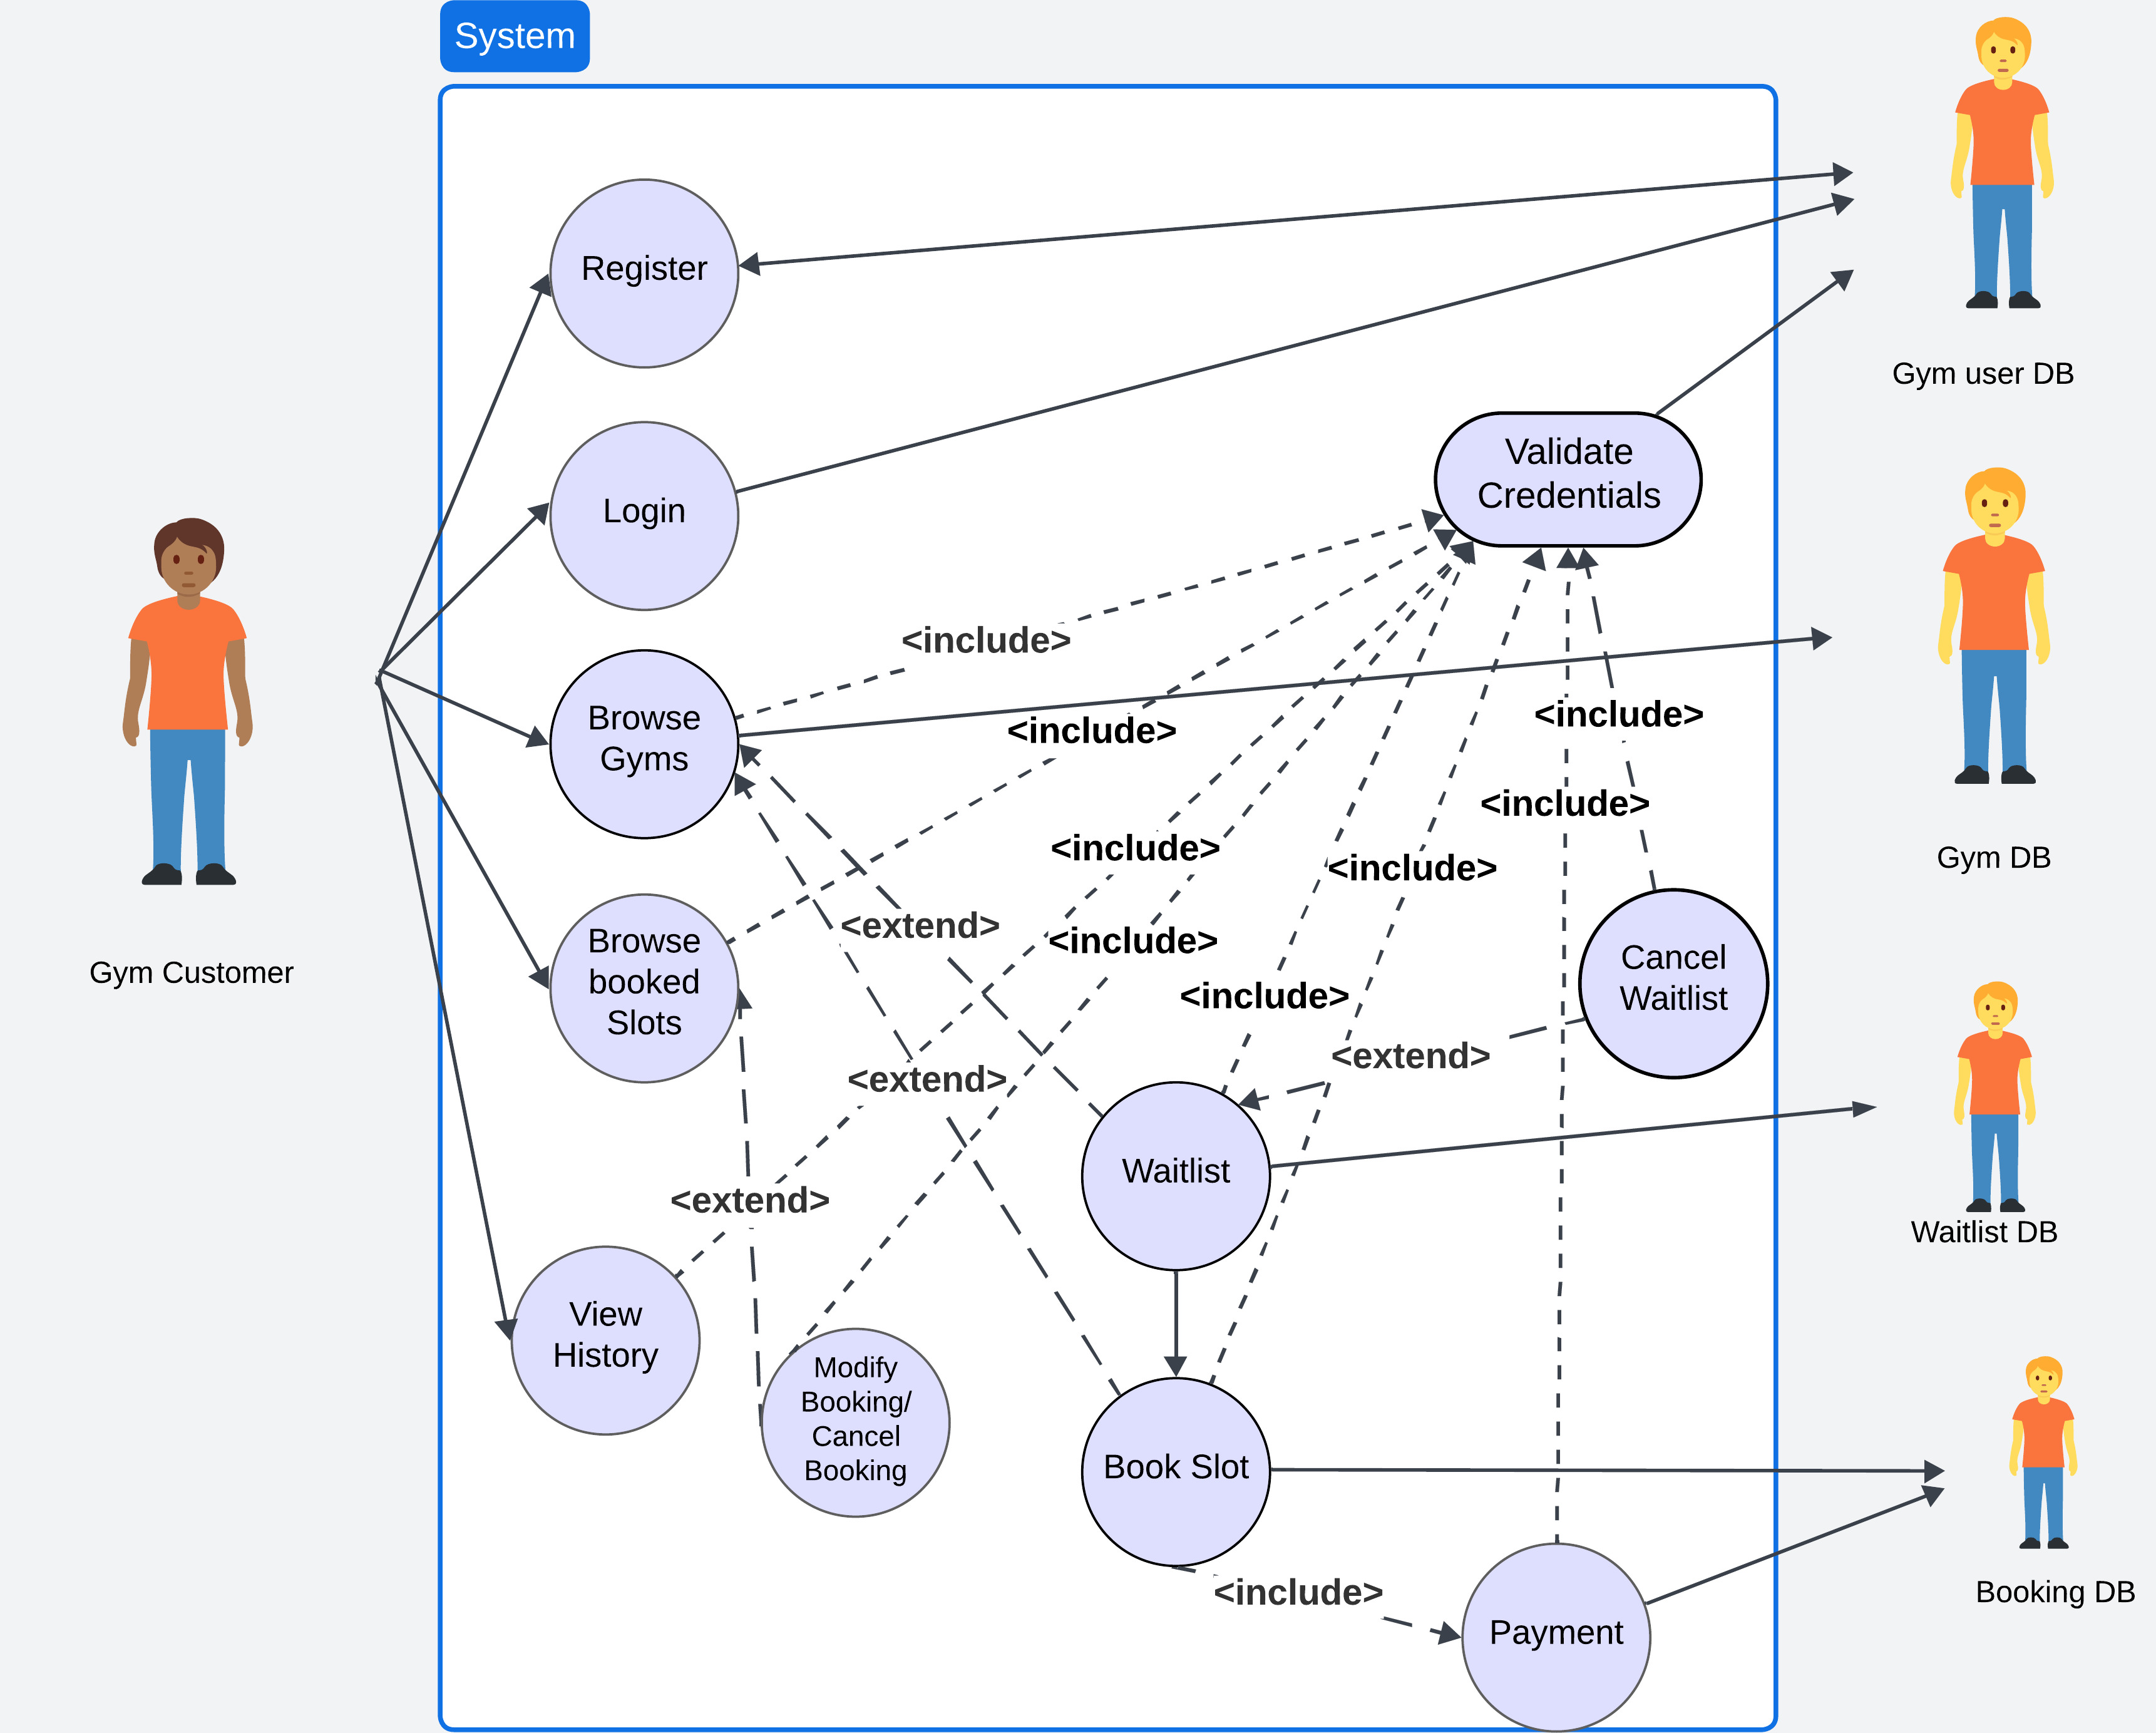 System
Register
Gym user DB
Login
Validate
Credentials
<include>
Browse
Gyms
<include>
<include>
<include>
Gym DB
<include>
<include>
<extend>
<include>
Browse
booked
Slots
Cancel
Waitlist
Gym Customer
<include>
<extend>
<extend>
Waitlist
<extend>
Waitlist DB
View
History
Modify
Booking/
Cancel
Booking
Book Slot
<include>
Booking DB
Payment